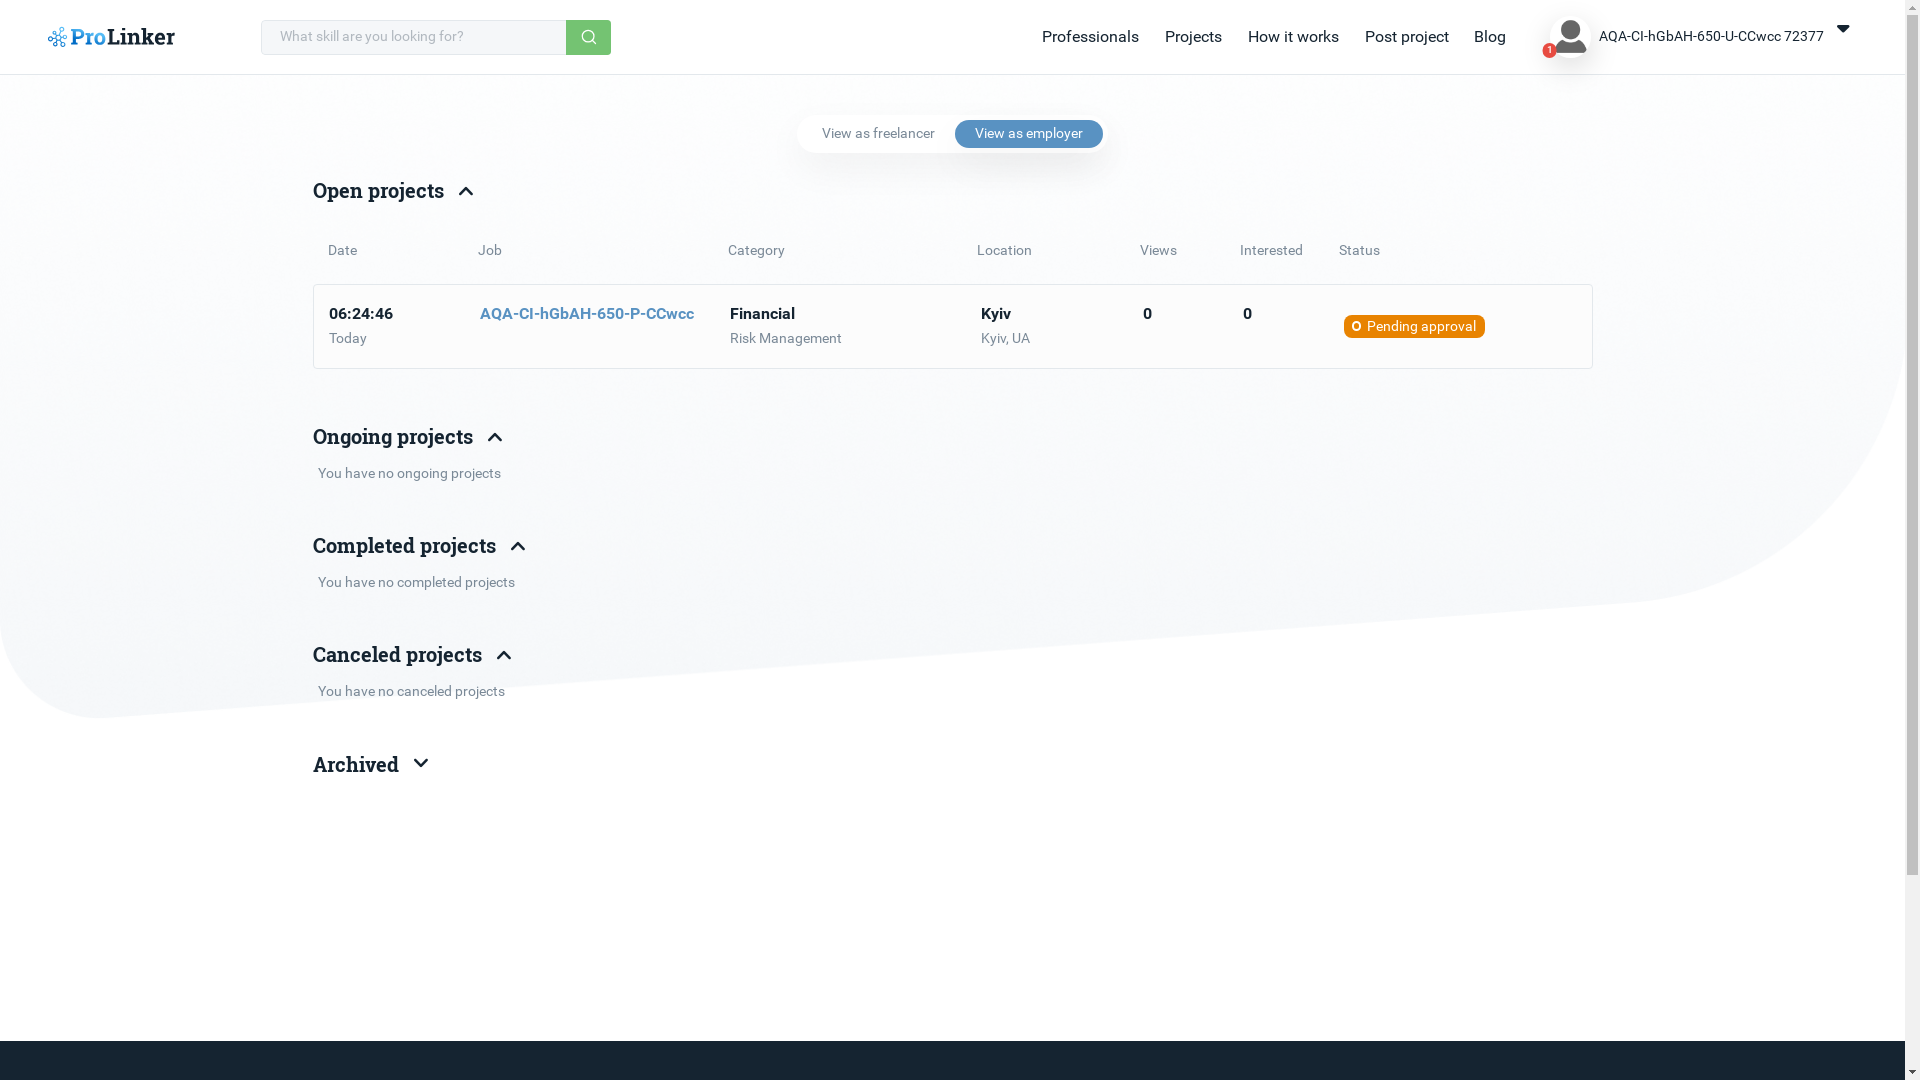 ProLinker
What skill are you looking for?
Professionals
Projects
How it works
Post project
Blog
1
AQA-CI-hGbAH-650-U-CCwcc 72377
View as freelancer
View as employer
Open projects
Date Job Category Location Views Interested Status
06:24:46 AQA-CI-hGbAH-650-P-CCwcc Financial Kyiv 0 0
Pending approval
Today Risk Management Kyiv, UA
Ongoing projects
You have no ongoing projects
Completed projects
You have no completed projects
Canceled projects
You have no canceled projects
Archived